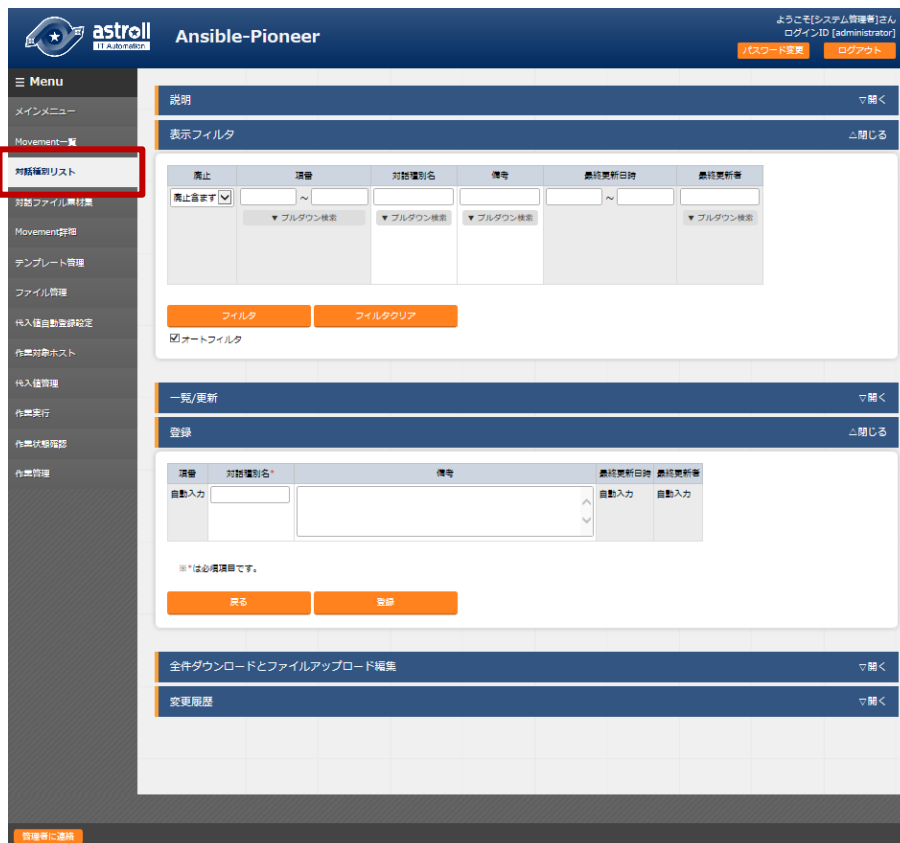 astroll
IT Automation
Ansible-Pioneer
ようこそ[システム管理者]さん
ログインID [administrator]
パスワード変更 ログアウト
☰ Menu
メインメニュー
Movement一覧
対話種別リスト
対話ファイル素材集
Movement詳細
テンプレート管理
ファイル管理
代入値自動登録設定
作業対象ホスト
代入値管理
作業実行
作業状態確認
作業管理
説明 ▽開く
表示フィルタ △閉じる
廃止 項番 対話種別名 備考 最終更新日時 最終更新者
廃止含まず ～ ～
▼ プルダウン検索 ▼ プルダウン検索 ▼ プルダウン検索 ▼ プルダウン検索
フィルタ フィルタクリア
オートフィルタ
一覧/更新 ▽開く
登録 △閉じる
項番 対話種別名* 備考 最終更新日時 最終更新者
自動入力 自動入力 自動入力
※*は必須項目です。
戻る 登録
全件ダウンロードとファイルアップロード編集 ▽開く
変更履歴 ▽開く
管理者に連絡